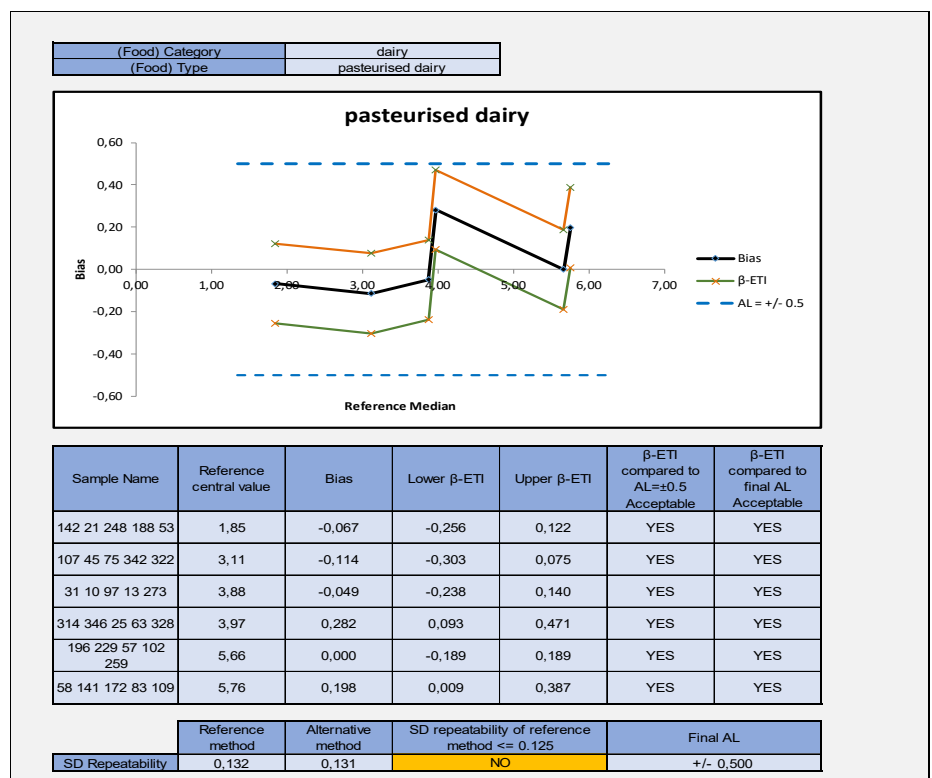 (Food) Category dairy
(Food) Type pasteurised dairy
pasteurised dairy
0,60
0,40
0,20
0,00
-0,20
-0,40
-0,60
Bias
0,00 1,00 2,00 3,00 4,00 5,00 6,00 7,00
Reference Median
Bias
β-ETI
AL = +/- 0.5
Sample Name Reference central value Bias Lower β-ETI Upper β-ETI β-ETI compared to AL=±0.5 Acceptable β-ETI compared to final AL Acceptable
142 21 248 188 53 1,85 -0,067 -0,256 0,122 YES YES
107 45 75 342 322 3,11 -0,114 -0,303 0,075 YES YES
31 10 97 13 273 3,88 -0,049 -0,238 0,140 YES YES
314 346 25 63 328 3,97 0,282 0,093 0,471 YES YES
196 229 57 102 259 5,66 0,000 -0,189 0,189 YES YES
58 141 172 83 109 5,76 0,198 0,009 0,387 YES YES
Reference method Alternative method SD repeatability of reference method <= 0.125 Final AL
SD Repeatability 0,132 0,131 NO +/- 0,500